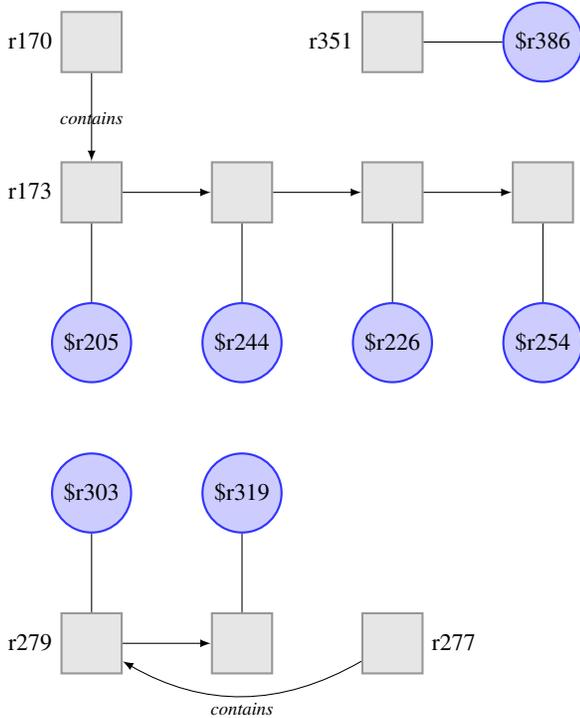 r170
r351
$r386
contains
r173
$r205
$r244
$r226
$r254
$r303
$r319
r279
r277
contains